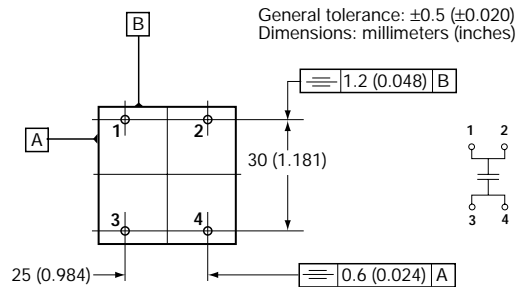 General tolerance: ±0.5 (±0.020)
Dimensions: millimeters (inches)
B
1.2 (0.048) B
A
1 2
30 (1.181)
1 2
3 4
3 4
25 (0.984)
0.6 (0.024) A